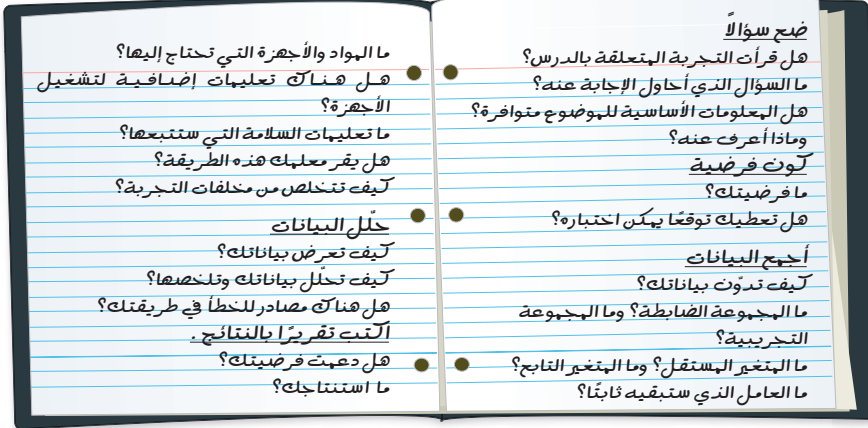 ضع سؤالاً
هل قرأت التجربة المتعلقة بالدرس؟
ما السؤال الذي أحاول الإجابة عنه؟
هل المعلومات الأساسية للموضوع متوافرة؟
وماذا أعرف عنه؟
كون فرضية
ما فرضيتك؟
هل تعطيك توقعًا يمكن اختباره؟
أجمع البيانات
كيف تدوّن بياناتك؟
ما المجموعة الضابطة؟ وما المجموعة
التجريبية؟
ما المتغير المستقل؟ وما المتغير التابع؟
ما العامل الذي ستبقيه ثابتًا؟
ما المواد والأجهزة التي تحتاج إليها؟
هل هناك تعليمات إضافية لتشغيل
الأجهزة؟
ما تعليمات السلامة التي ستتبعها؟
هل يقر معلمك هذه الطريقة؟
كيف تتخلص من مخلفات التجربة؟
حلّل البيانات
كيف تعرض بياناتك؟
كيف تحلّل بياناتك وتلخصها؟
هل هناك مصادر للخطأ في طريقتك؟
اكتب تقريرًا بالنتائج.
هل دعمت فرضيتك؟
ما استنتاجك؟